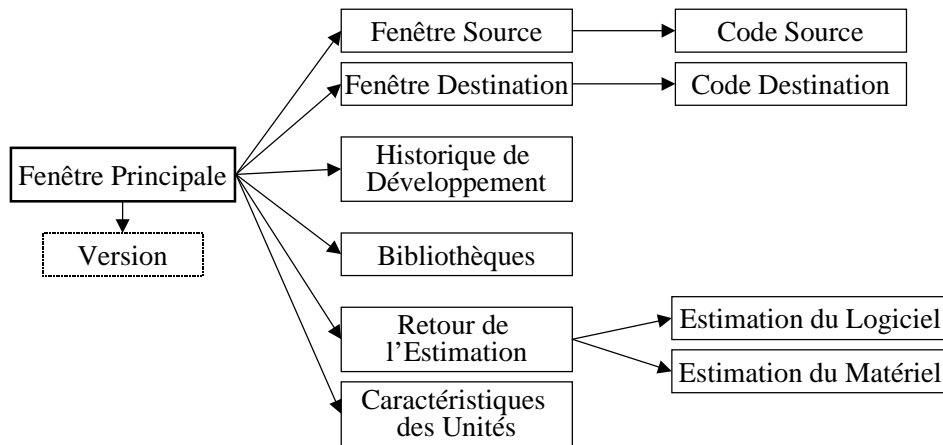 Fenêtre Source
Code Source
Fenêtre Destination
Code Destination
Historique de
Développement
Fenêtre Principale
Version
Bibliothèques
Retour de
l’Estimation
Estimation du Logiciel
Estimation du Matériel
Caractéristiques
des Unités